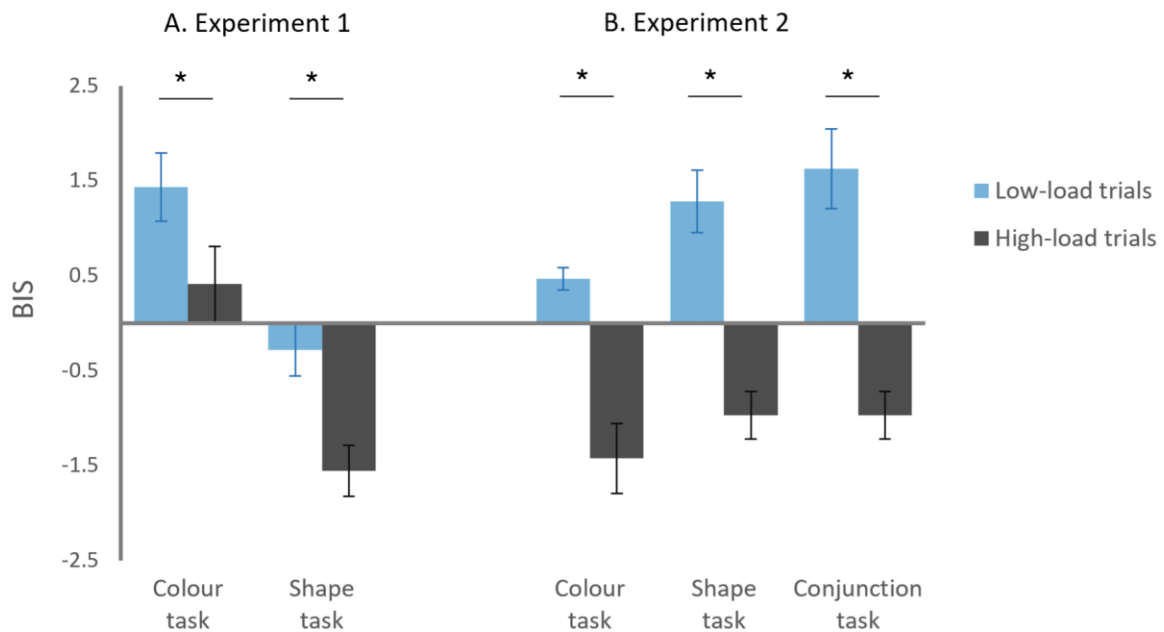 A. Experiment 1
B. Experiment 2
* * * * *
2.5
1.5
0.5
-0.5
-1.5
-2.5
BIS
Low-load trials
High-load trials
Colour task
Shape task
Colour task
Shape task
Conjunction task